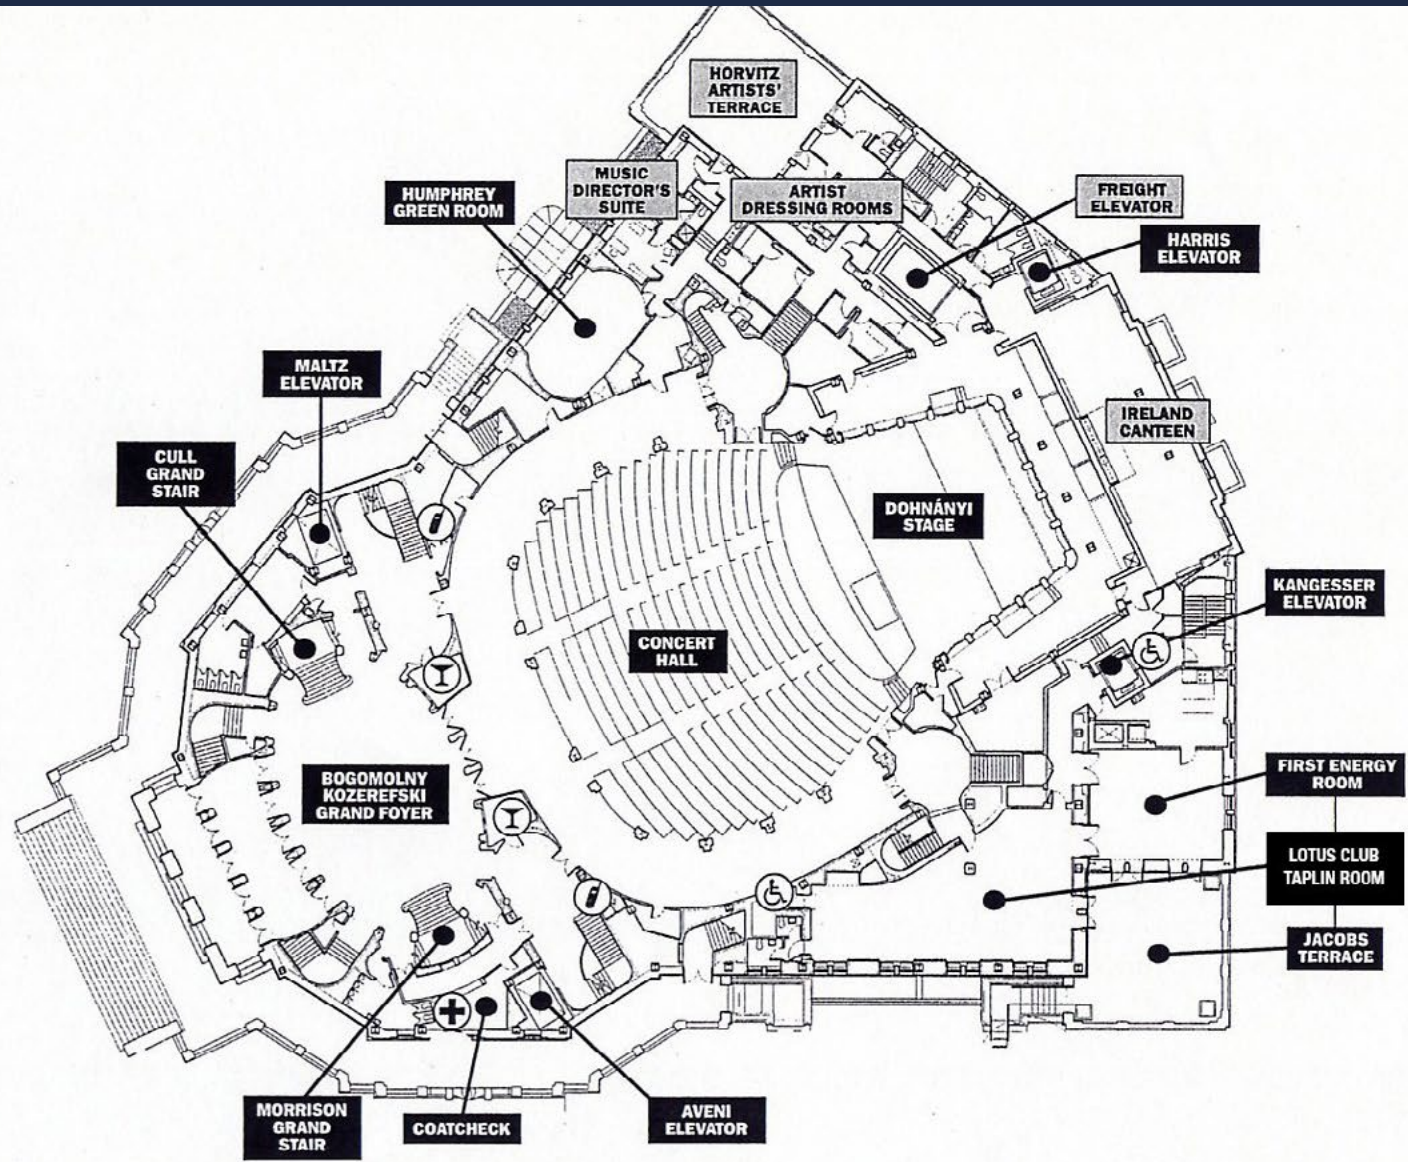 HORVITZ
ARTISTS'
TERRACE
MUSIC
DIRECTOR'S
SUITE
ARTIST
DRESSING ROOMS
FREIGHT
ELEVATOR
HUMPHREY
GREEN ROOM
HARRIS
ELEVATOR
MALTZ
ELEVATOR
IRELAND
CANTEEN
CULL
GRAND
STAIR
DOHNÁNYI
STAGE
KANGESSER
ELEVATOR
CONCERT
HALL
BOGOMOLNY
KOZEREFSKI
GRAND FOYER
FIRST ENERGY
ROOM
LOTUS CLUB
TAPLIN ROOM
JACOBS
TERRACE
MORRISON
GRAND
STAIR
COATCHECK
AVENI
ELEVATOR